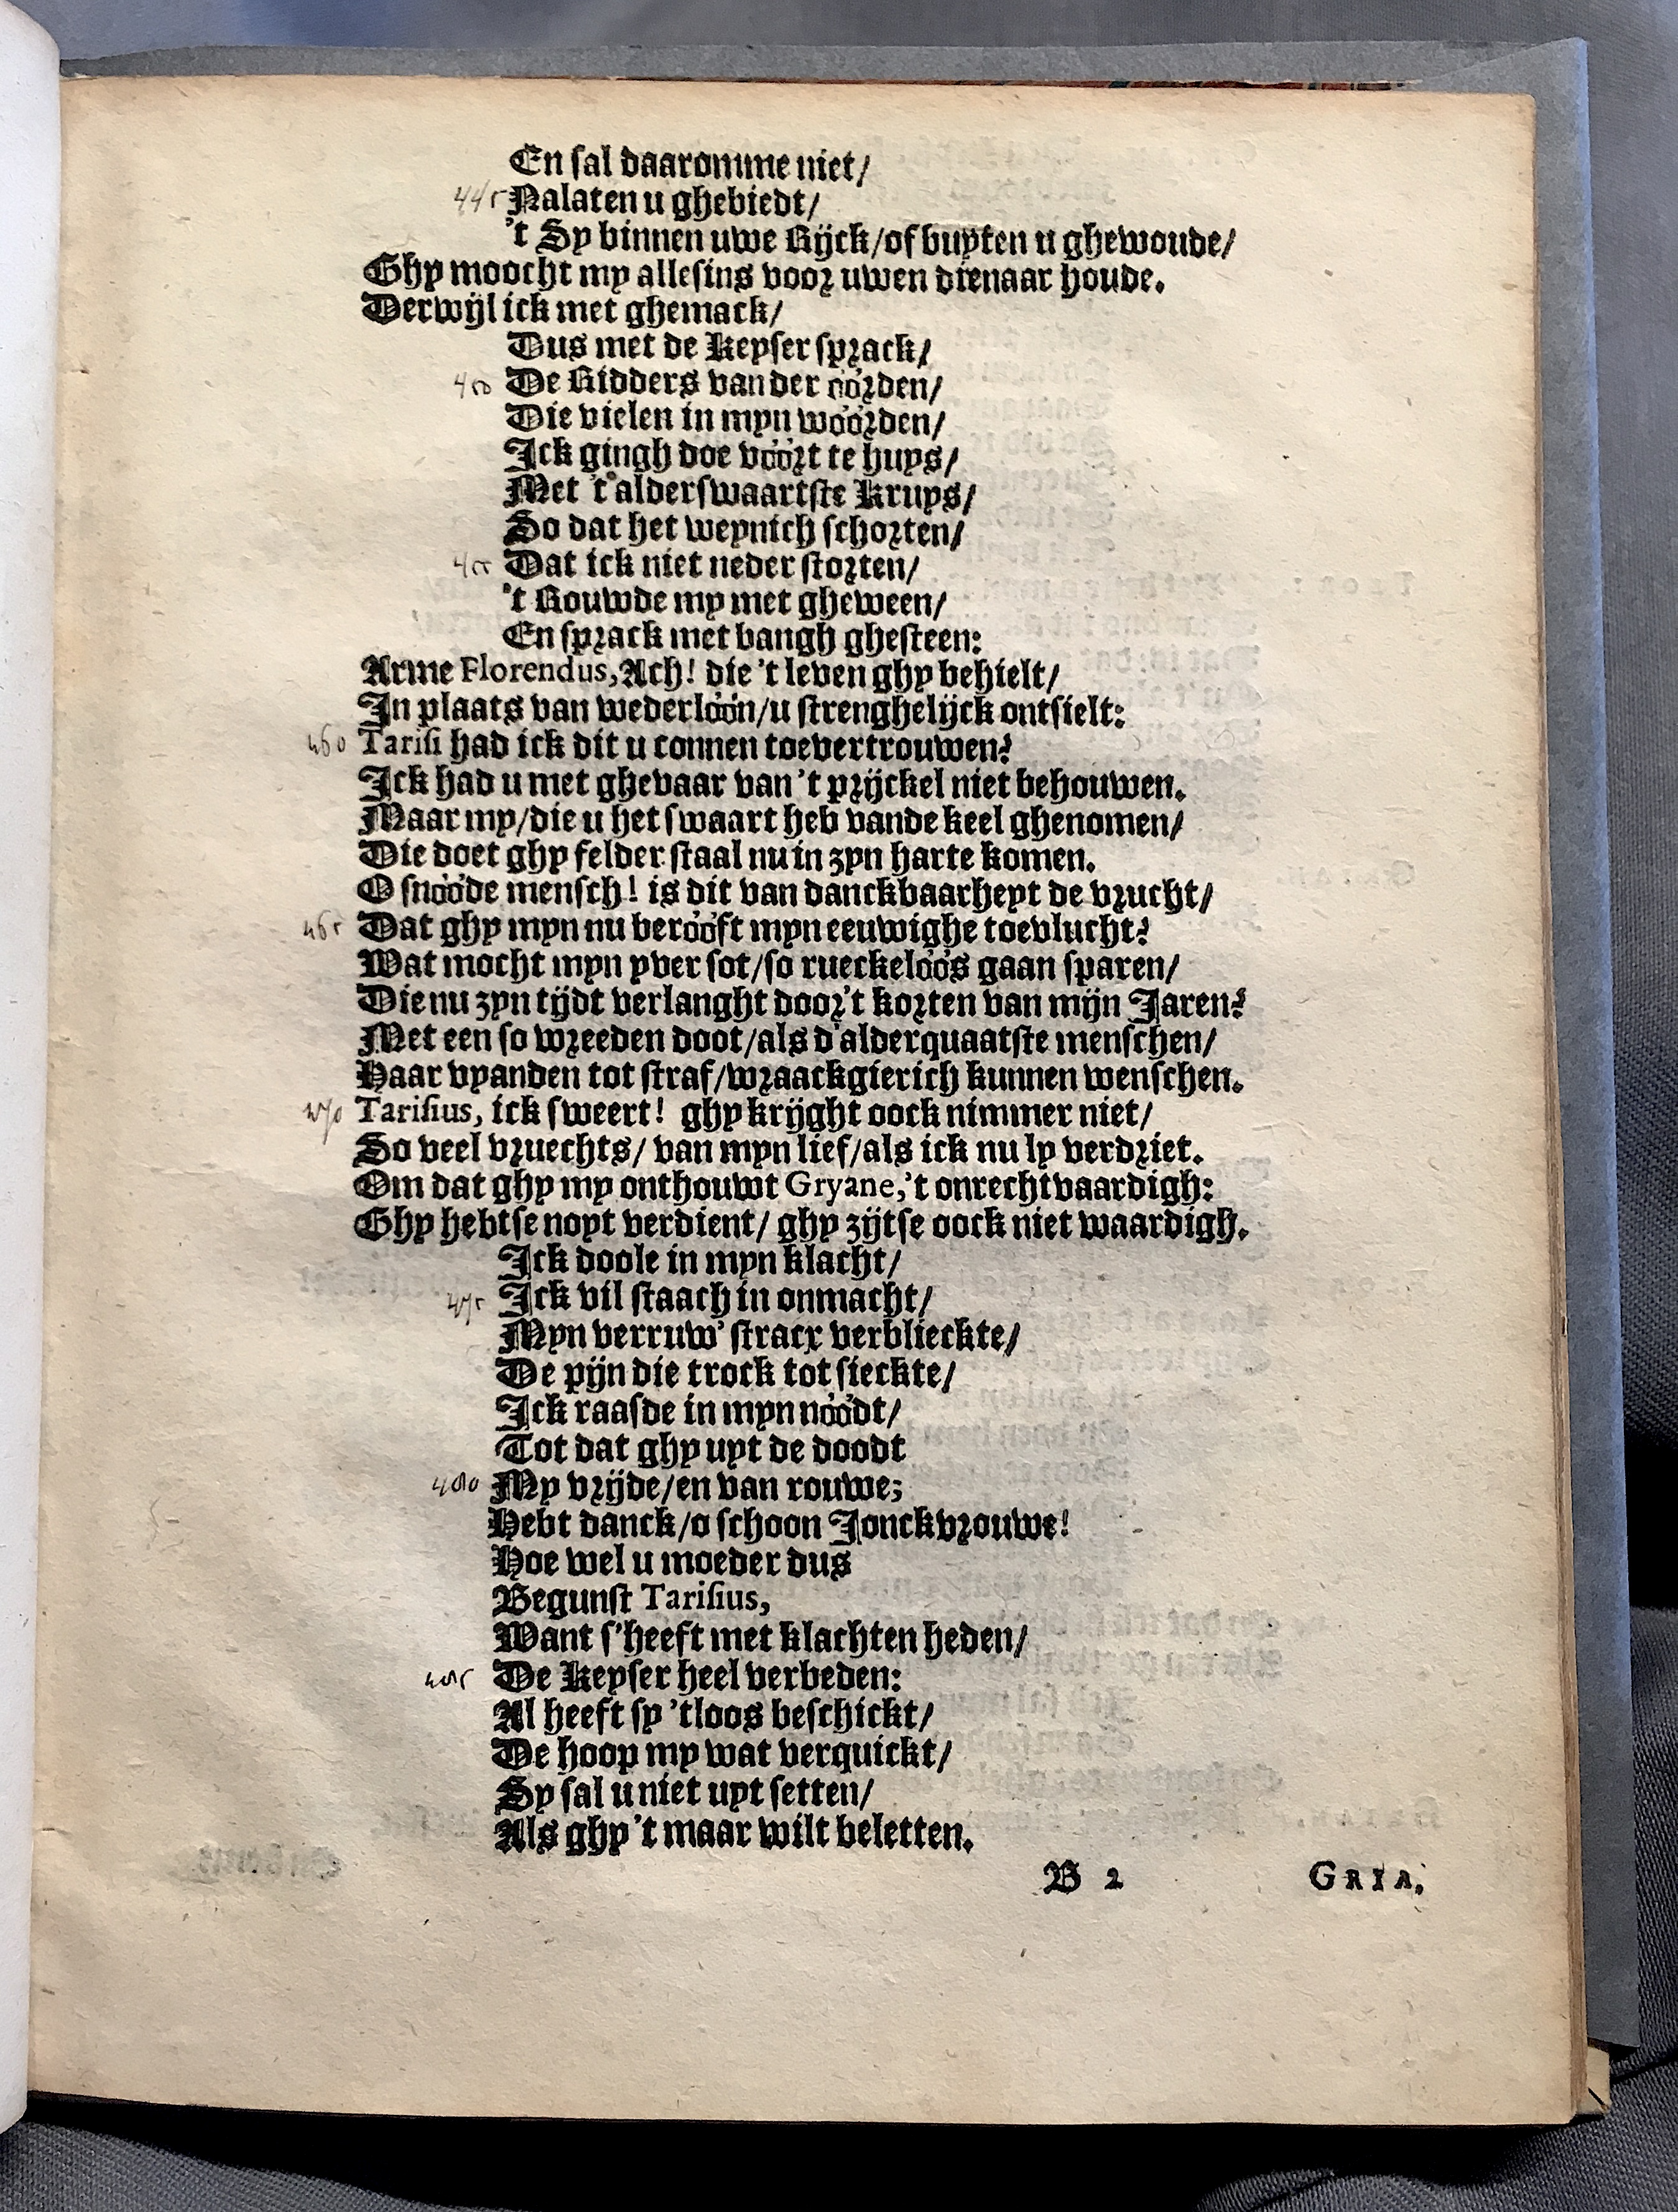 En sal daaromme niet/
445 Nalaten u ghebiedt/
't Sy binnen uwe Rijck/of buyten u ghewoude/
Ghy moocht my allesins voor uwen dienaar houde.
Derwijl ick met ghemack/
Dus met de Keyser sprack/
450 De Ridders van der óórden/
Die vielen in myn wóórden/
Ick gingh doe vóórt te huys/
Met 't alderswaartste Kruys/
So dat het weynich schorten/
455 Dat ick niet neder storten/
't Rouwde my met gheween/
En sprack met bangh ghesteen:
Arme Florendus, Ach! die 't leven ghy behielt/
In plaats van wederlóón/u strenghelijck ontsielt:
460 Tarisi had ick dit u connen toevertrouwen?
Ick had u met ghevaar van 't prijckel niet behouwen.
Maar my/die u het swaart heb vande keel ghenomen/
Die doet ghy felder staal nu in zyn harte komen.
O snóóde mensch! is dit van danckbaarheyt de vrucht/
465 Dat ghy myn nu beróóft myn eeuwighe toevlucht?
Wat mocht myn yver sot/so rueckelóós gaan sparen/
Die nu zyn tijdt verlanght door't korten van mijn Jaren?
Met een so wreeden doot/als d'alderquaatste menschen/
Haar vyanden tot straf/wraackgierich kunnen wenschen.
470 Tarisius, ick sweert! ghy krijght oock nimmer niet/
So veel vruechts/ van myn lief/als ick nu ly verdriet.
Om dat ghy my onthouwt Gryane,'t onrechtvaardigh:
Ghy hebtse noyt verdient/ ghy zijtse oock niet waardigh.
Ick doole in myn klacht/
475 Ick vil staach in onmacht/
Myn verruw' stracx verblieckte/
De pijn die trock tot sieckte/
Ick raasde in myn nóódt/
Tot dat ghy uyt de doodt
480 My vrijde/en van rouwe;
Hebt danck/o schoon Jonckvrouwe!
Hoe wel u moeder dus
Begunst Tarisius,
Want s'heeft met klachten heden/
485 De Keyser heel verbeden:
Al heeft sy 'tloos beschickt/
De hoop my wat verquickt/
Sy sal u niet uyt setten/
Als ghy 't maar wilt beletten.
B 2 GRIA,